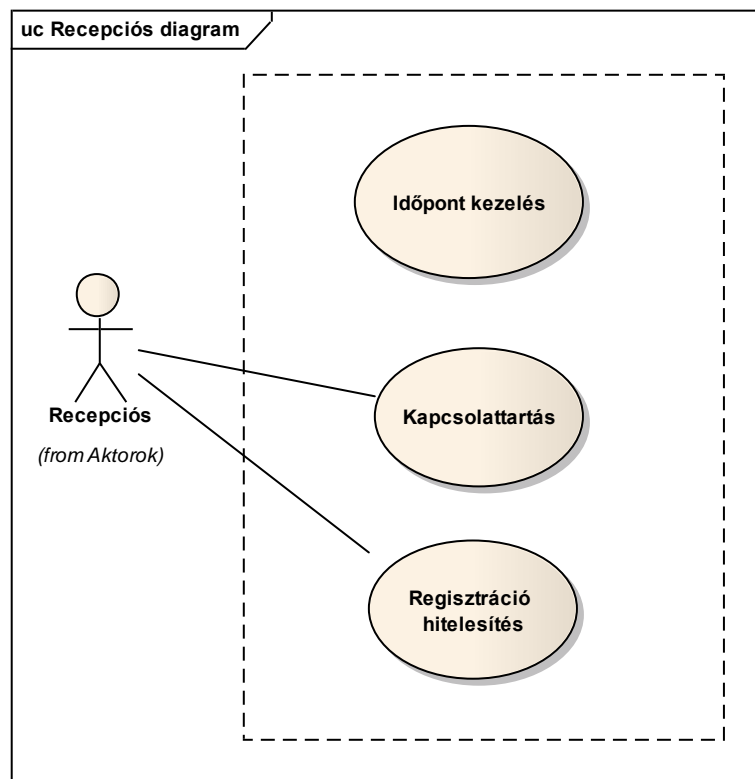 uc Recepciós diagram
Időpont kezelés
Recepciós
(from Aktorok)
Kapcsolattartás
Regisztráció
hitelesítés